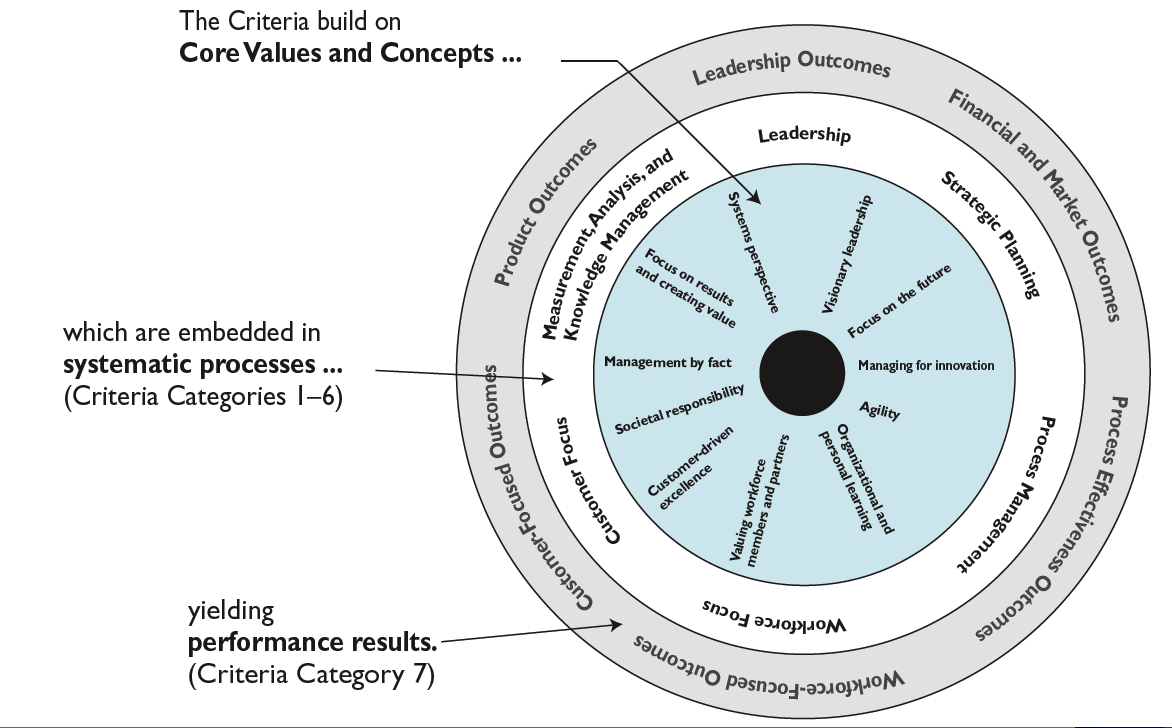 The Criteria build on
Core Values and Concepts ...
which are embedded in
systematic processes ...
(Criteria Categories 1–6)
yielding
performance results.
(Criteria Category 7)
Leadership Outcomes
Financial and Market Outcomes
Process Effectiveness Outcomes
Workforce-Focused Outcomes
Customer-Focused Outcomes
Product Outcomes
Leadership
Strategic Planning
Process Management
Workforce Focus
Customer Focus
Measurement, Analysis, and
Knowledge Management
Systems perspective
Visionary leadership
Focus on the future
Managing for innovation
Agility
Organizational and
personal learning
Valuing workforce
members and partners
Customer-driven
excellence
Societal responsibility
Management by fact
Focus on results
and creating value